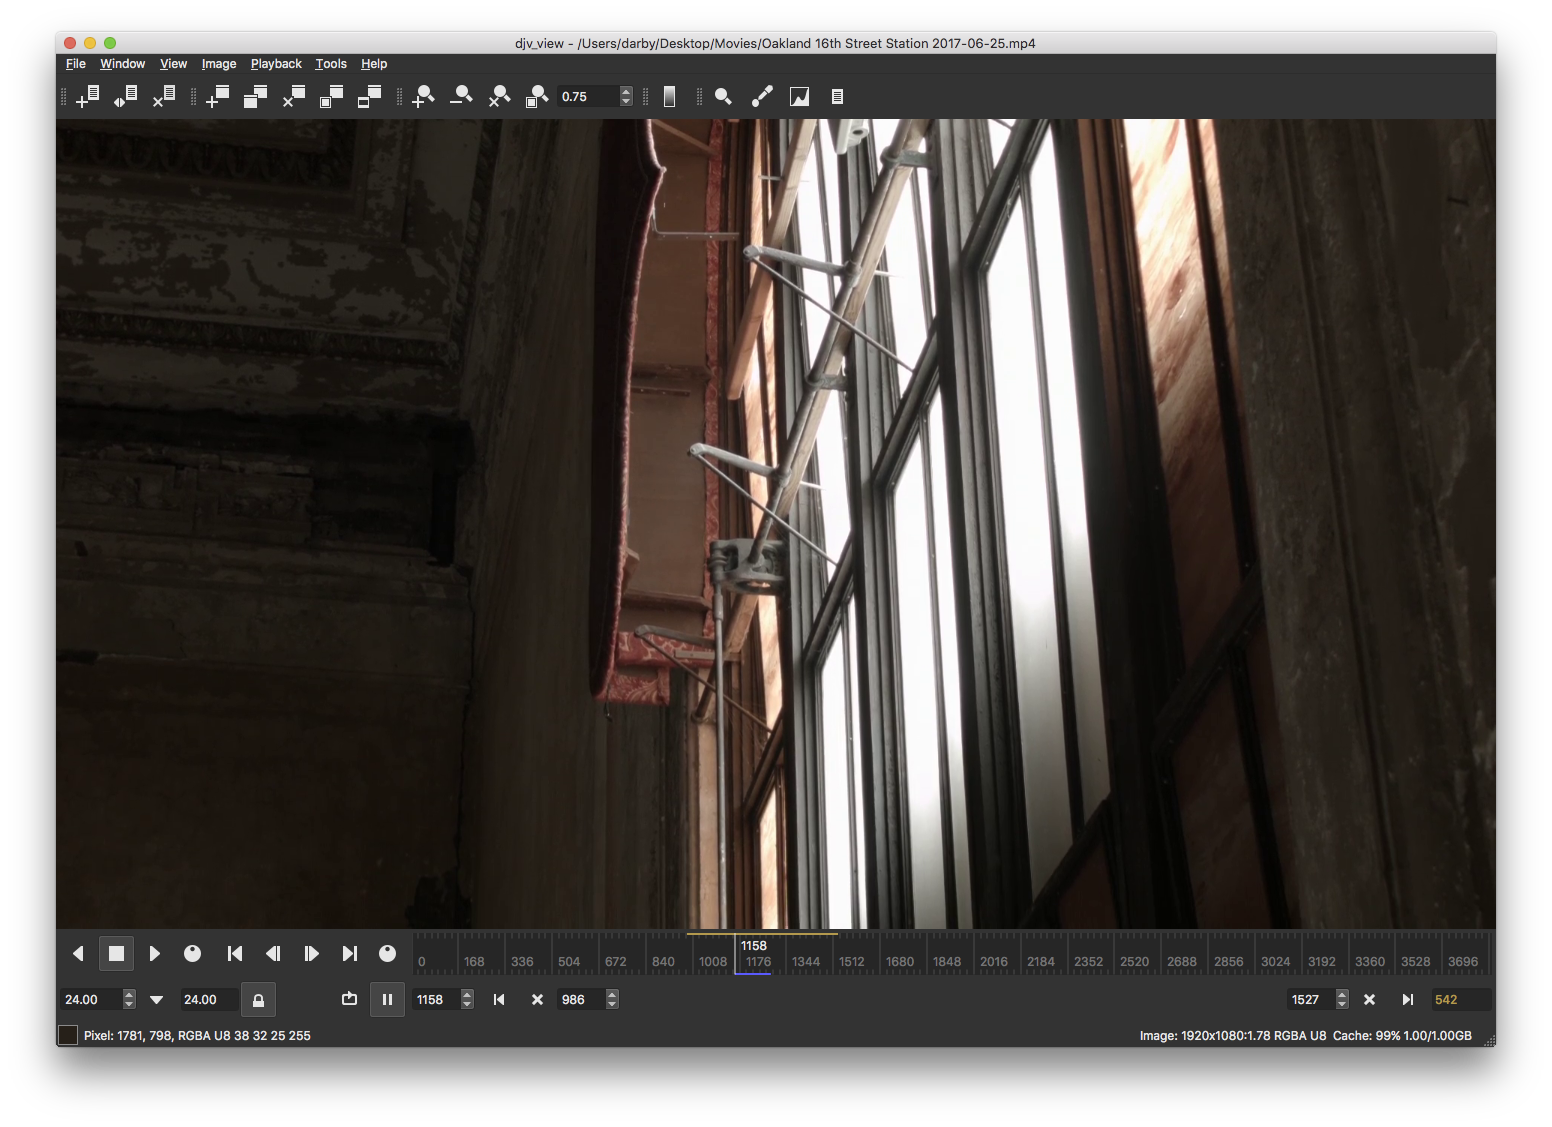 djv_view - /Users/darby/Desktop/Movies/Oakland 16th Street Station 2017-06-25.mp4
File Window View Image Playback Tools Help
0.75
1158
0 168 336 504 672 840 1008 1176 1344 1512 1680 1848 2016 2184 2352 2520 2688 2856 3024 3192 3360 3528 3696
24.00 24.00 1158 986 1527 542
Pixel: 1781, 798, RGBA U8 38 32 25 255 Image: 1920x1080:1.78 RGBA U8 Cache: 99% 1.00/1.00GB